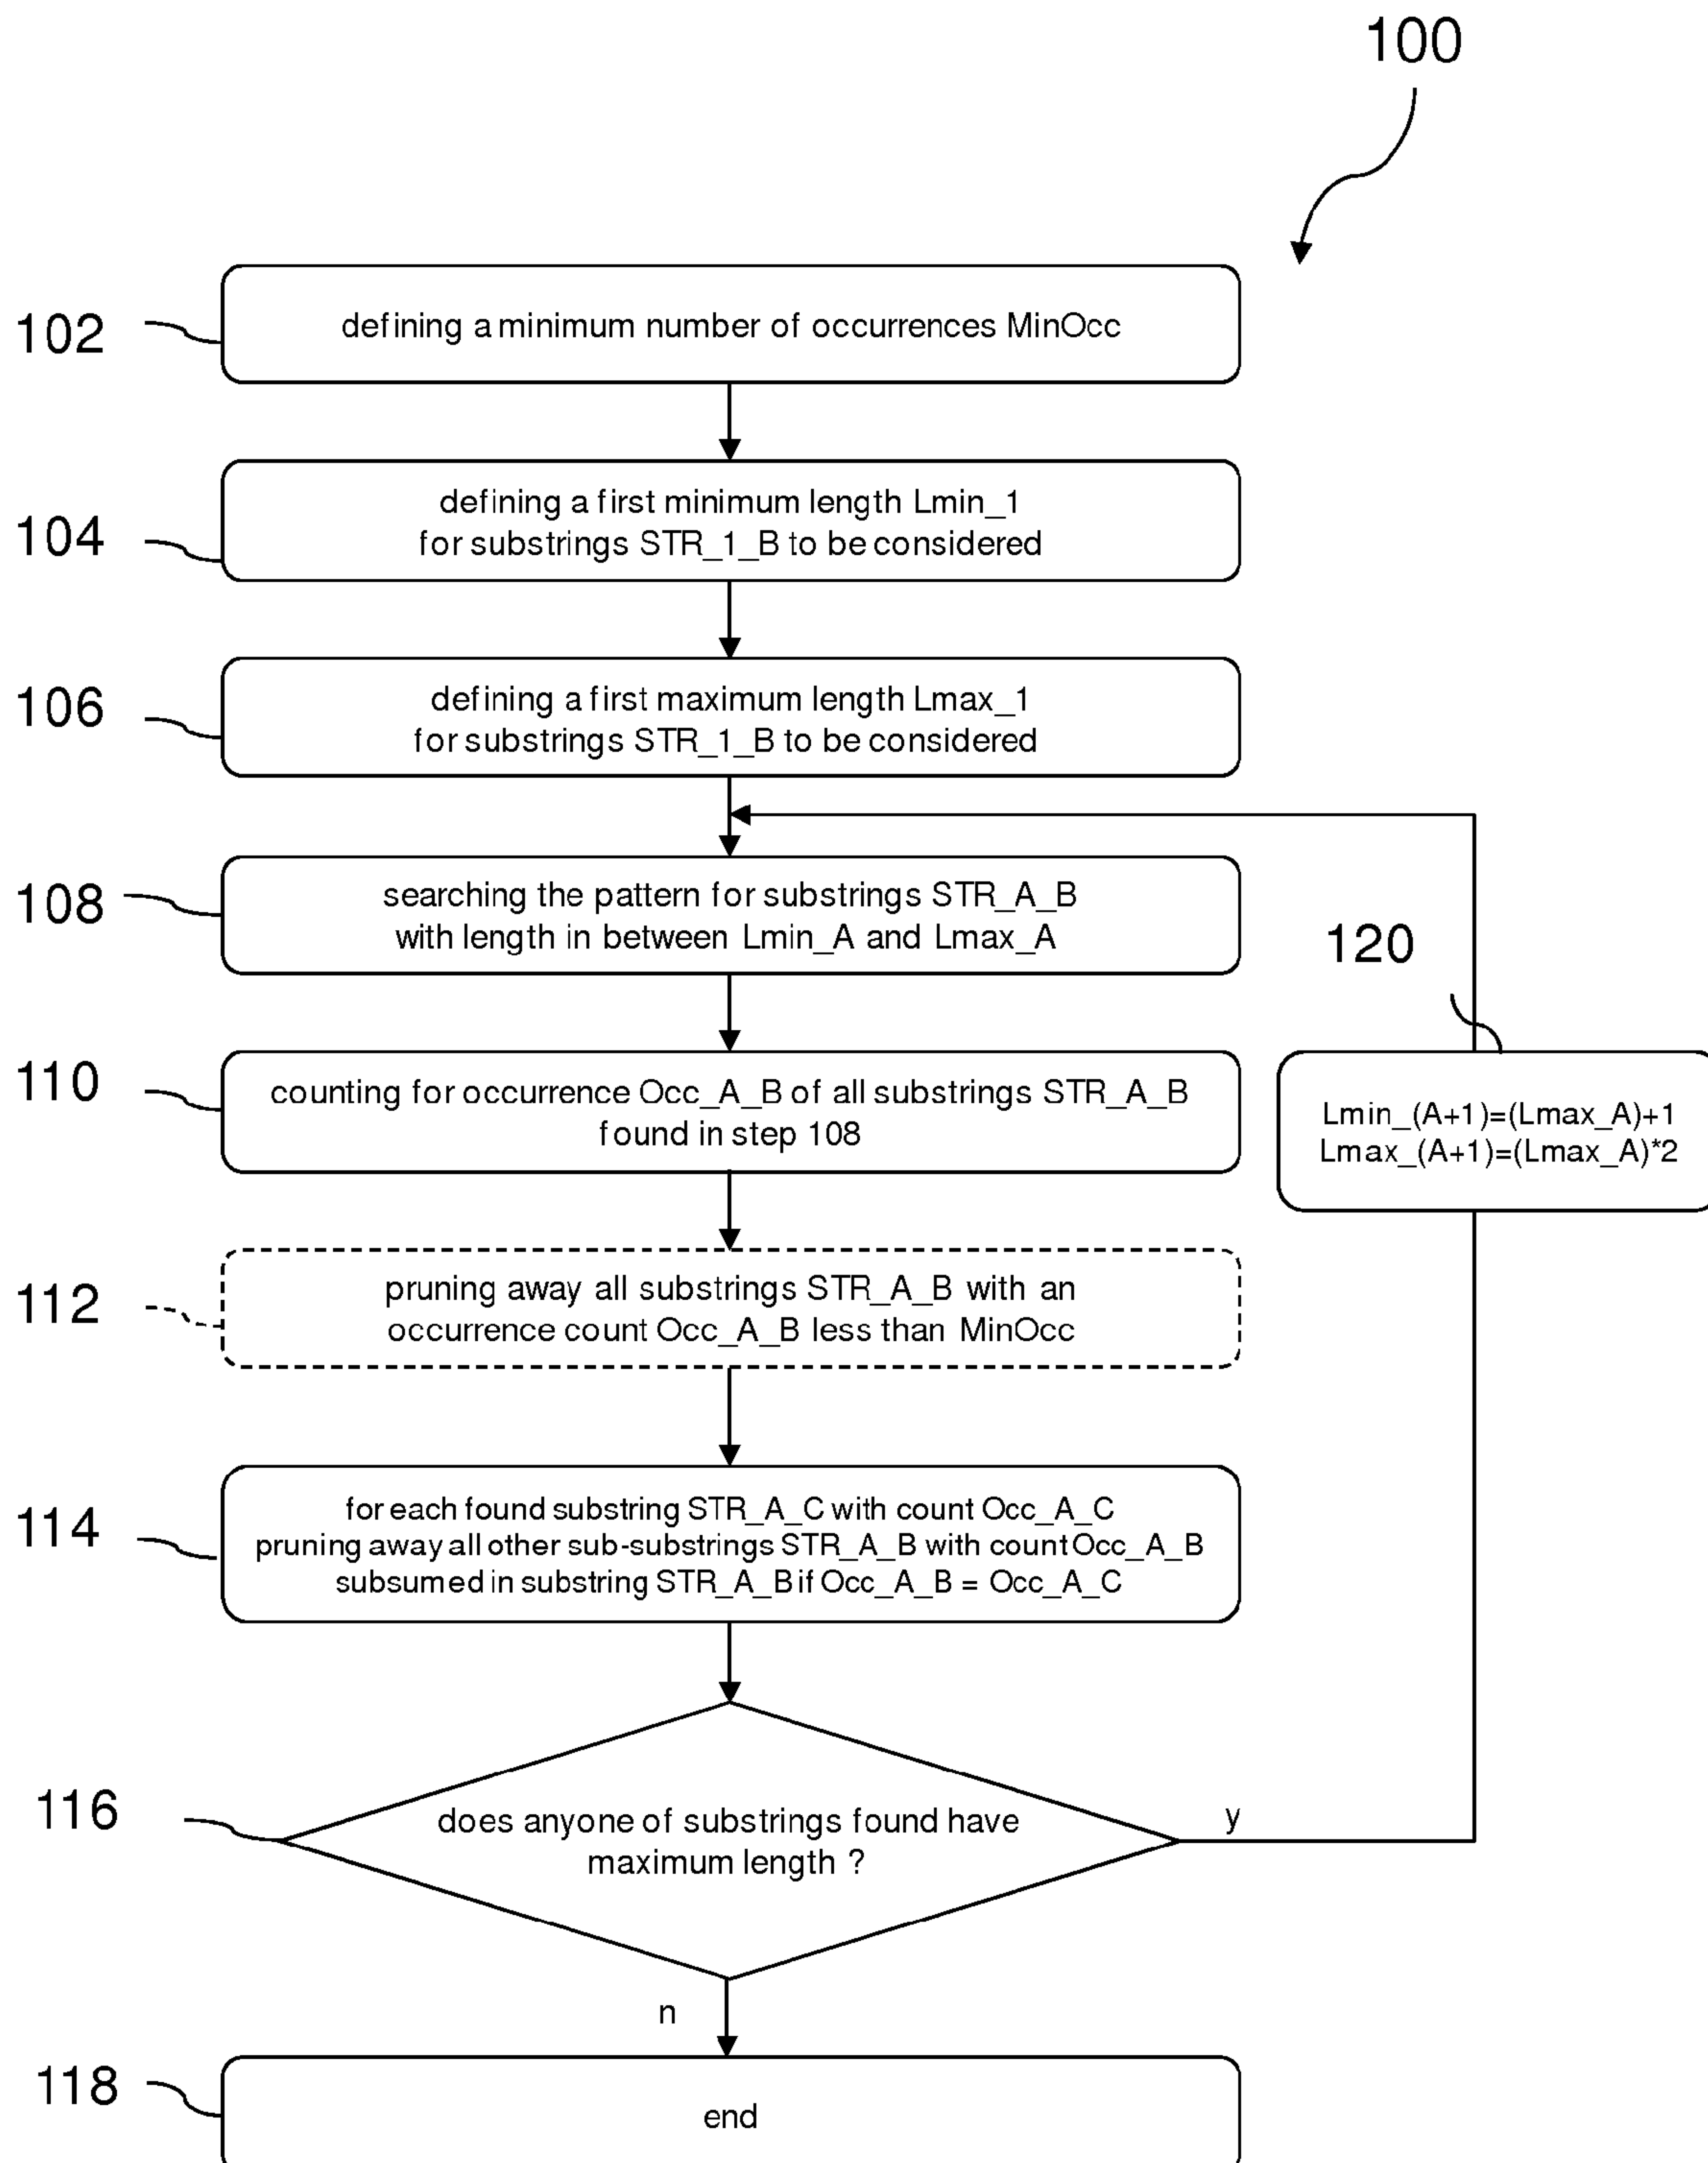 100
102
defining a minimum number of occurrences MinOcc
104
defining a first minimum length Lmin_1
for substrings STR_1_B to be considered
106
defining a first maximum length Lmax_1
for substrings STR_1_B to be considered
108
searching the pattern for substrings STR_A_B
with length in between Lmin_A and Lmax_A
120
110
counting for occurrence Occ_A_B of all substrings STR_A_B
found in step 108
Lmin_(A+1)=(Lmax_A)+1
Lmax_(A+1)=(Lmax_A)*2
112
pruning away all substrings STR_A_B with an
occurrence count Occ_A_B less than MinOcc
114
for each found substring STR_A_C with count Occ_A_C
pruning away all other sub-substrings STR_A_B with count Occ_A_B
subsumed in substring STR_A_B if Occ_A_B = Occ_A_C
116
does anyone of substrings found have
maximum length ?
y
n
118
end